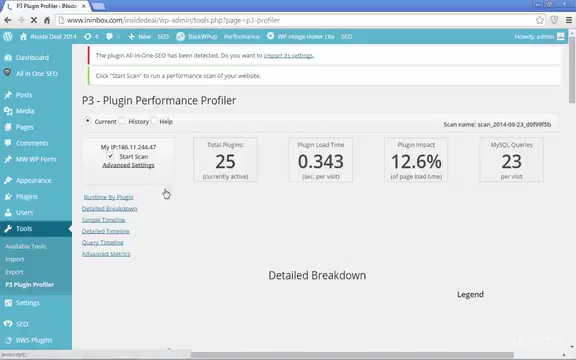 P3 Plugin Profiler ‹ INside Deal
www.ininbox.com/insidedeal/wp-admin/tools.php?page=p3-profiler
INside Deal 2014 4 0 New SEO BackWPup Performance WP Image Hover Lite SEO Howdy, admin
Dashboard
All in One SEO
Posts
Media
Pages
Comments
MW WP Form
Appearance
Plugins
Users
Tools
Available Tools
Import
Export
P3 Plugin Profiler
Settings
SEO
BWS Plugins
The plugin All-In-One-SEO has been detected. Do you want to import its settings.
Click "Start Scan" to run a performance scan of your website.
P3 - Plugin Performance Profiler
Current History Help
Scan name: scan_2014-09-23_d0f99f5b
My IP:186.11.244.47
Start Scan
Advanced Settings
Total Plugins:
25
(currently active)
Plugin Load Time
0.343
(sec. per visit)
Plugin Impact
12.6%
(of page load time)
MySQL Queries
23
per visit
Runtime By Plugin
Detailed Breakdown
Simple Timeline
Detailed Timeline
Query Timeline
Advanced Metrics
Detailed Breakdown
Legend
javascript:;